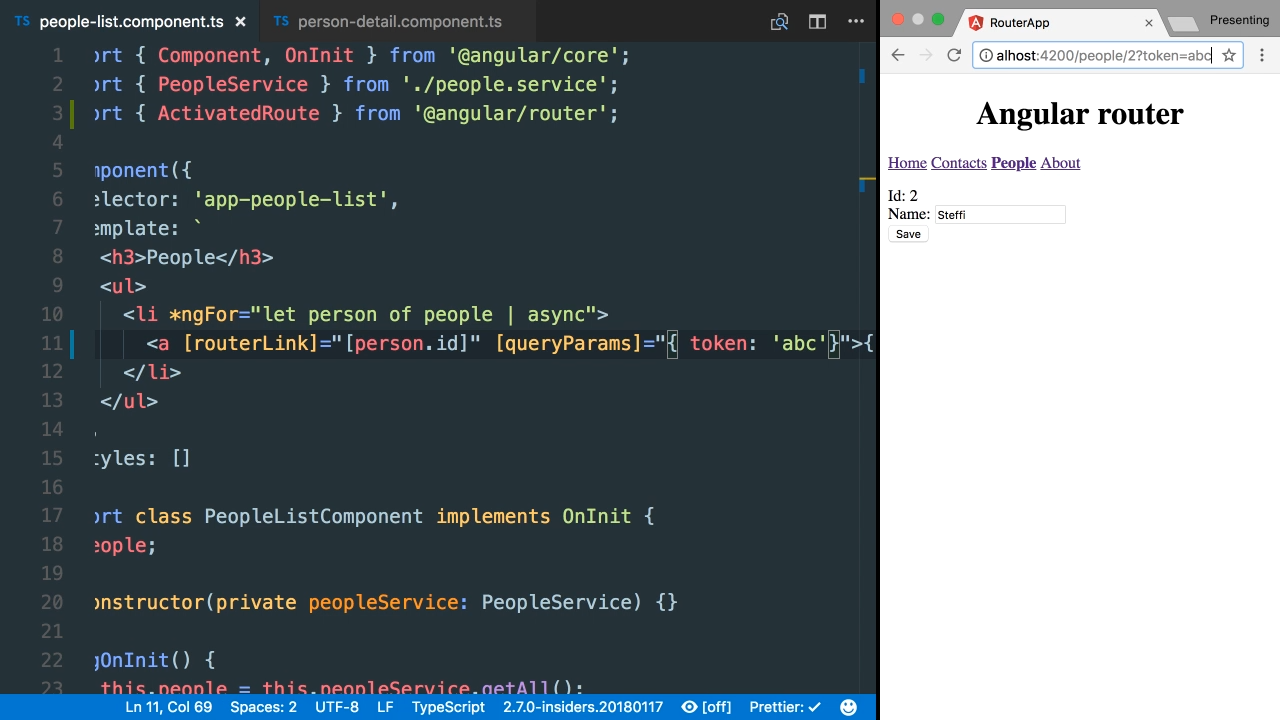 TS people-list.component.ts × TS person-detail.component.ts
1 ort { Component, OnInit } from '@angular/core';
2 ort { PeopleService } from './people.service';
3 ort { ActivatedRoute } from '@angular/router';
4
5 mponent({
6 elector: 'app-people-list',
7 emplate: `
8 <h3>People</h3>
9 <ul>
10 <li *ngFor="let person of people | async">
11 <a [routerLink]="[person.id]" [queryParams]="{ token: 'abc'}">{
12 </li>
13 </ul>
14 ,
15 tyles: []
16
17 ort class PeopleListComponent implements OnInit {
18 eople;
19
20 onstructor(private peopleService: PeopleService) {}
21
22 gOnInit() {
23 this.people = this.peopleService.getAll();
Ln 11, Col 69 Spaces: 2 UTF-8 LF TypeScript 2.7.0-insiders.20180117 [off] Prettier: ✓
RouterApp × Presenting
alhost:4200/people/2?token=abc
Angular router
Home Contacts People About
Id: 2
Name: Steffi
Save